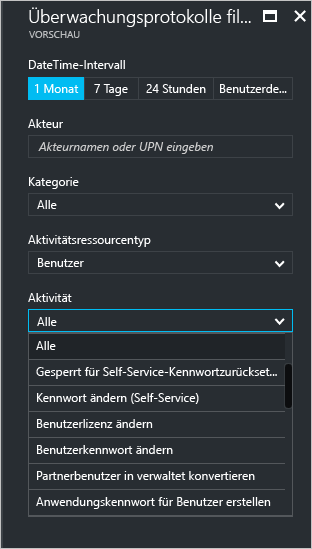 Überwachungsprotokolle fil...
VORSCHAU
DateTime-Intervall
1 Monat 7 Tage 24 Stunden Benutzerde...
Akteur
Akteurnamen oder UPN eingeben
Kategorie
Alle
Aktivitätsressourcentyp
Benutzer
Aktivität
Alle
Alle
Gesperrt für Self-Service-Kennwortzurückset...
Kennwort ändern (Self-Service)
Benutzerlizenz ändern
Benutzerkennwort ändern
Partnerbenutzer in verwaltet konvertieren
Anwendungskennwort für Benutzer erstellen